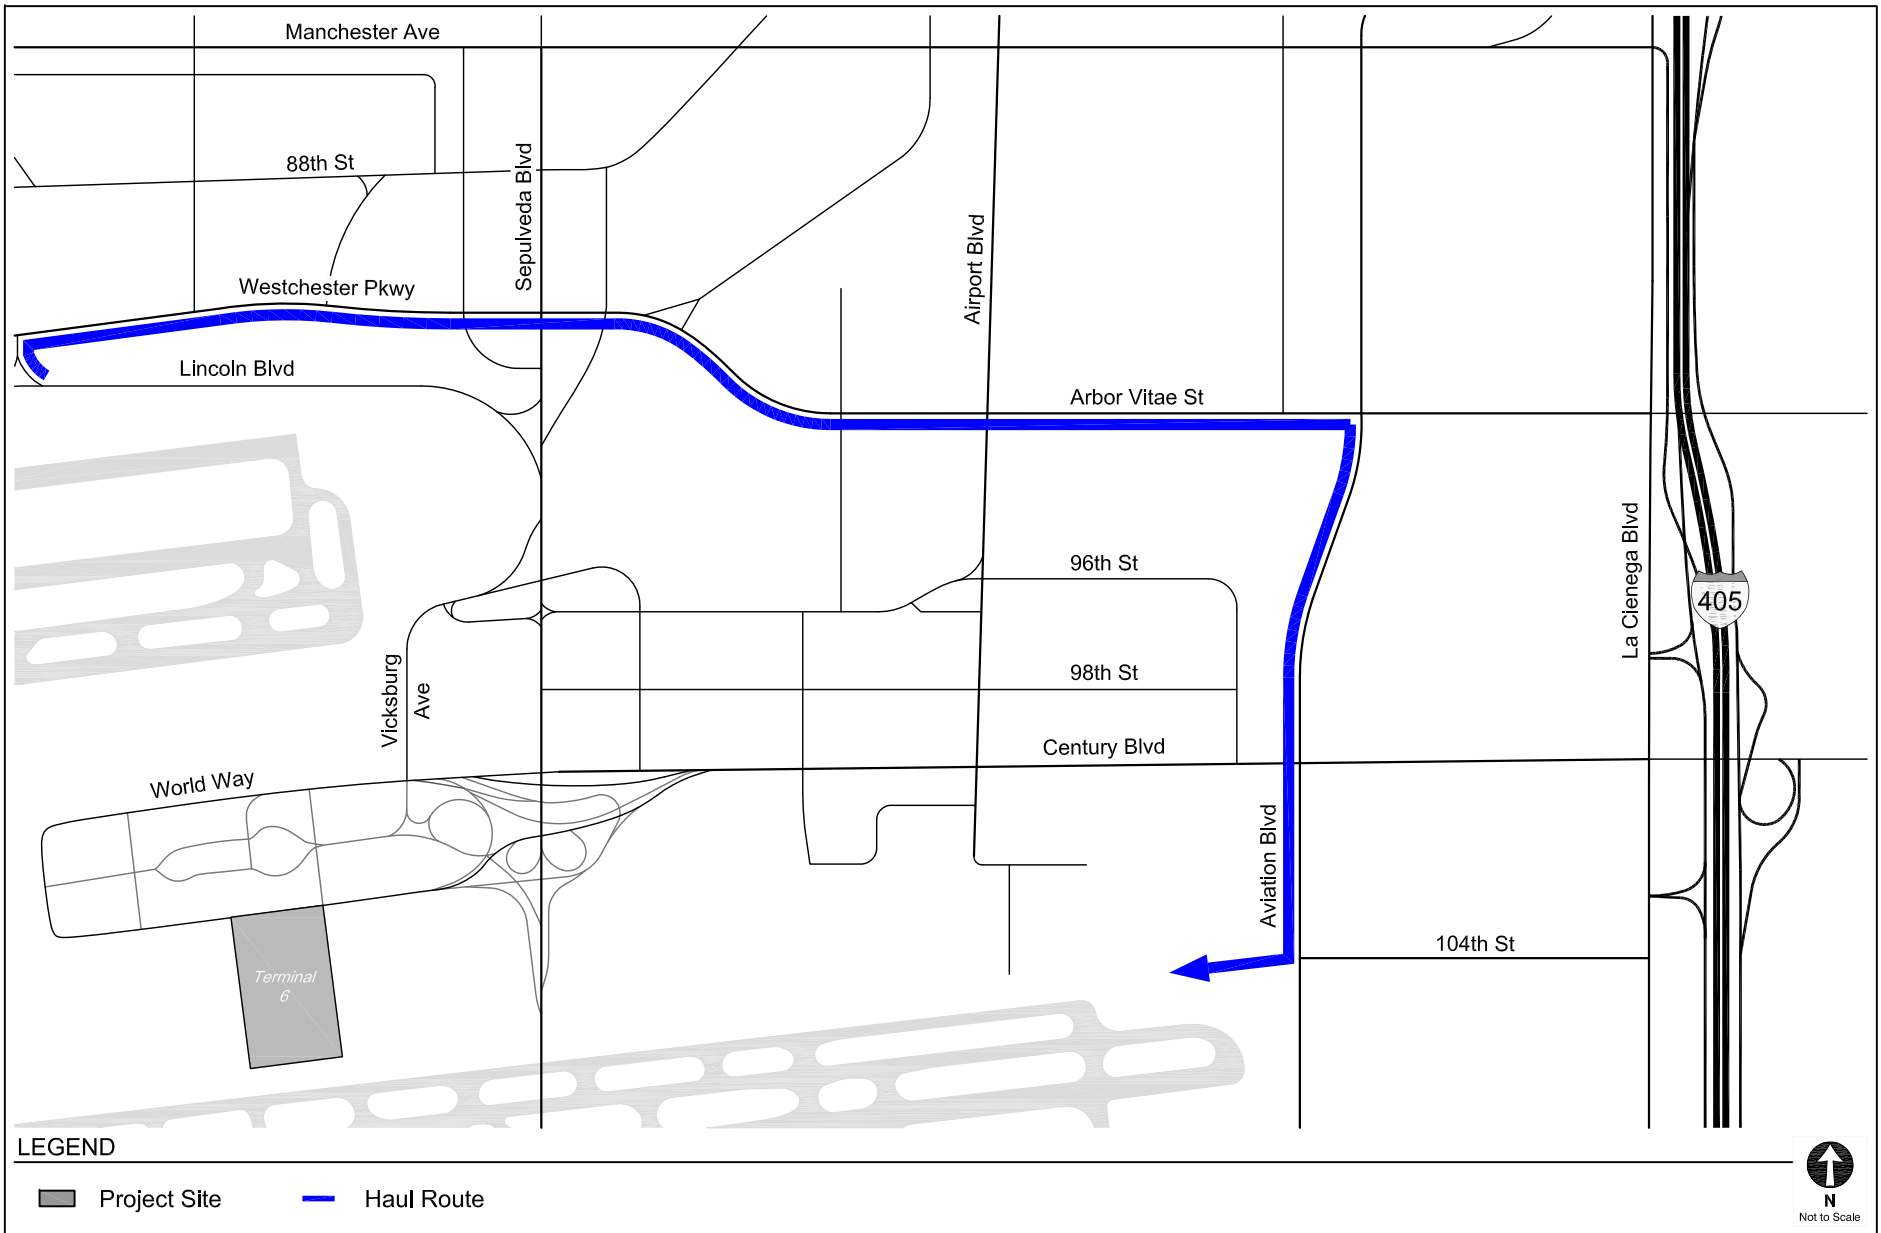 Manchester Ave
88th St
Sepulveda Blvd
Airport Blvd
Westchester Pkwy
Lincoln Blvd
Arbor Vitae St
La Cienega Blvd
96th St
405
Vicksburg
Ave
98th St
Century Blvd
World Way
Aviation Blvd
104th St
Terminal
6
LEGEND
Project Site
Haul Route
N
Not to Scale